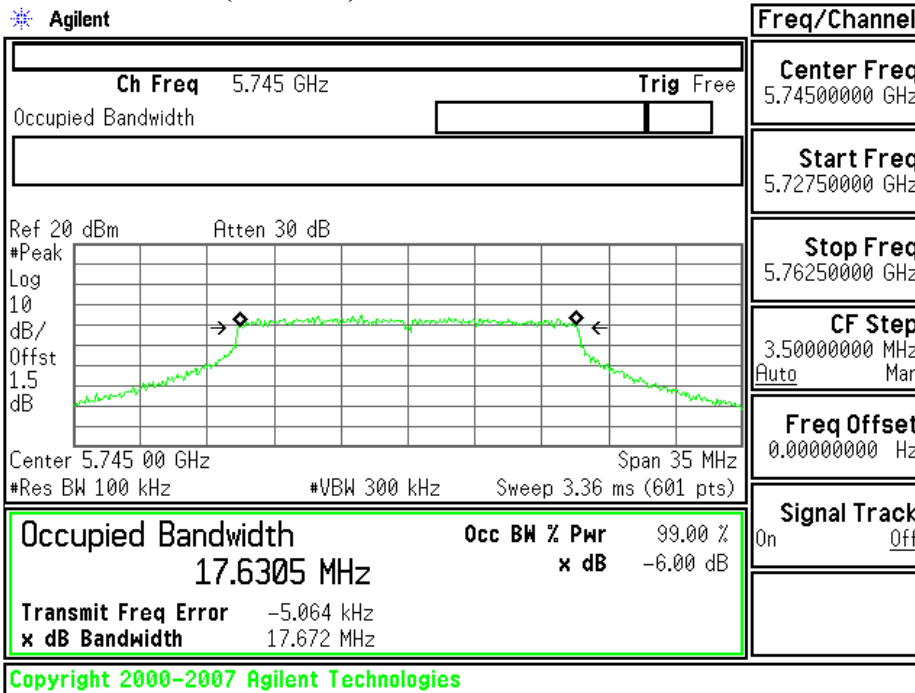 Agilent
Freq/Channel
Ch Freq 5.745 GHz Trig Free
Occupied Bandwidth
Center Freq
5.74500000 GHz
Start Freq
5.72750000 GHz
Stop Freq
5.76250000 GHz
CF Step
3.50000000 MHz
Auto Man
Freq Offset
0.00000000 Hz
Signal Track
On Off
Ref 20 dBm Atten 30 dB
#Peak
Log
10
dB/
Offst
1.5
dB
Center 5.745 00 GHz Span 35 MHz
#Res BW 100 kHz #VBW 300 kHz Sweep 3.36 ms (601 pts)
Occupied Bandwidth
17.6305 MHz
Occ BW % Pwr 99.00 %
x dB -6.00 dB
Transmit Freq Error -5.064 kHz
x dB Bandwidth 17.672 MHz
Copyright 2000-2007 Agilent Technologies